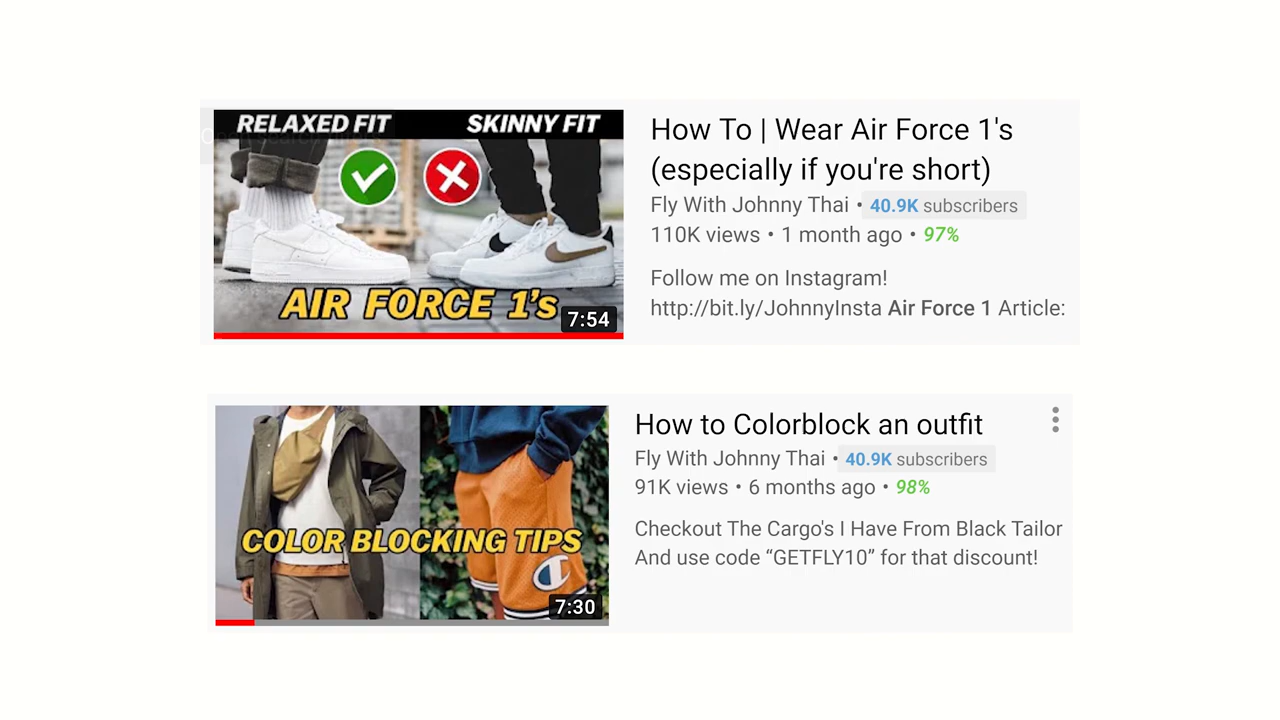 RELAXED FIT SKINNY FIT
AIR FORCE 1's
7:54
How To | Wear Air Force 1's
(especially if you're short)
Fly With Johnny Thai • 40.9K subscribers
110K views • 1 month ago • 97%
Follow me on Instagram!
http://bit.ly/JohnnyInsta Air Force 1 Article:
COLOR BLOCKING TIPS
7:30
How to Colorblock an outfit
Fly With Johnny Thai • 40.9K subscribers
91K views • 6 months ago • 98%
Checkout The Cargo's I Have From Black Tailor
And use code “GETFLY10” for that discount!